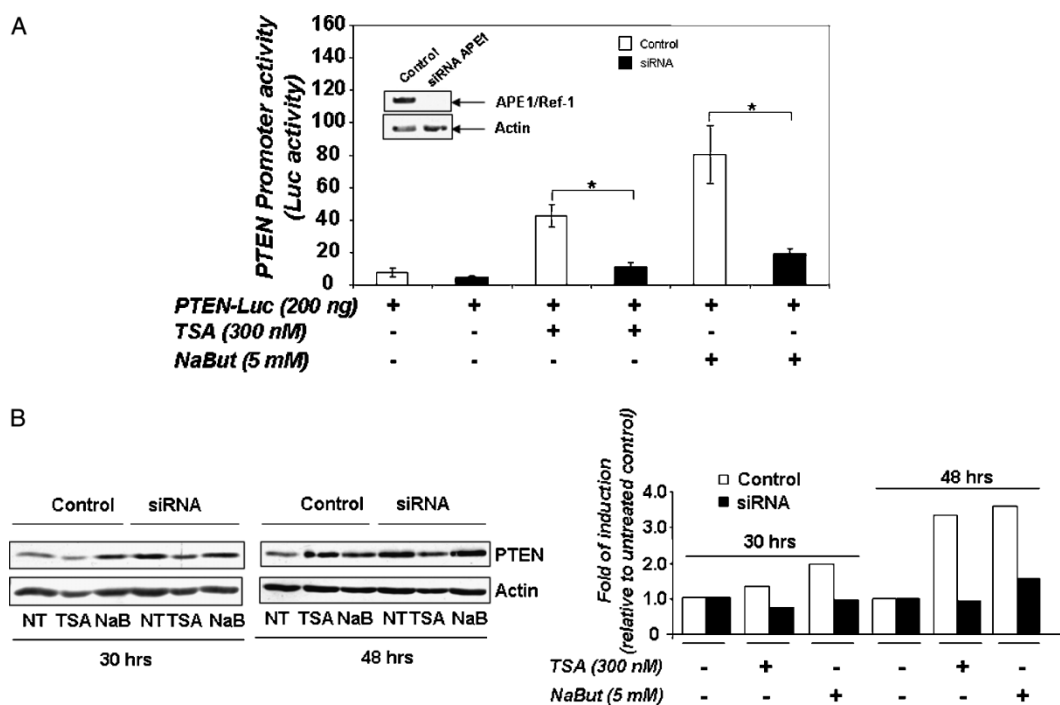 A
PTEN Promoter activity
(Luc activity)
160
140
120
100
80
60
40
20
0
Control
siRNA APE1
APE1/Ref-1
Actin
Control
siRNA
*
*
PTEN-Luc (200 ng) + + + + + +
TSA (300 nM) - - + + - -
NaBut (5 mM) - - - - + +
B
Control siRNA
Control siRNA
PTEN
Actin
NT TSA NaB NT TSA NaB
NT TSA NaB NT TSA NaB
30 hrs
48 hrs
Fold of induction
(relative to untreated control)
4.0
3.0
2.0
1.0
0
Control
siRNA
30 hrs
48 hrs
TSA (300 nM) - + - - + -
NaBut (5 mM) - - + - - +